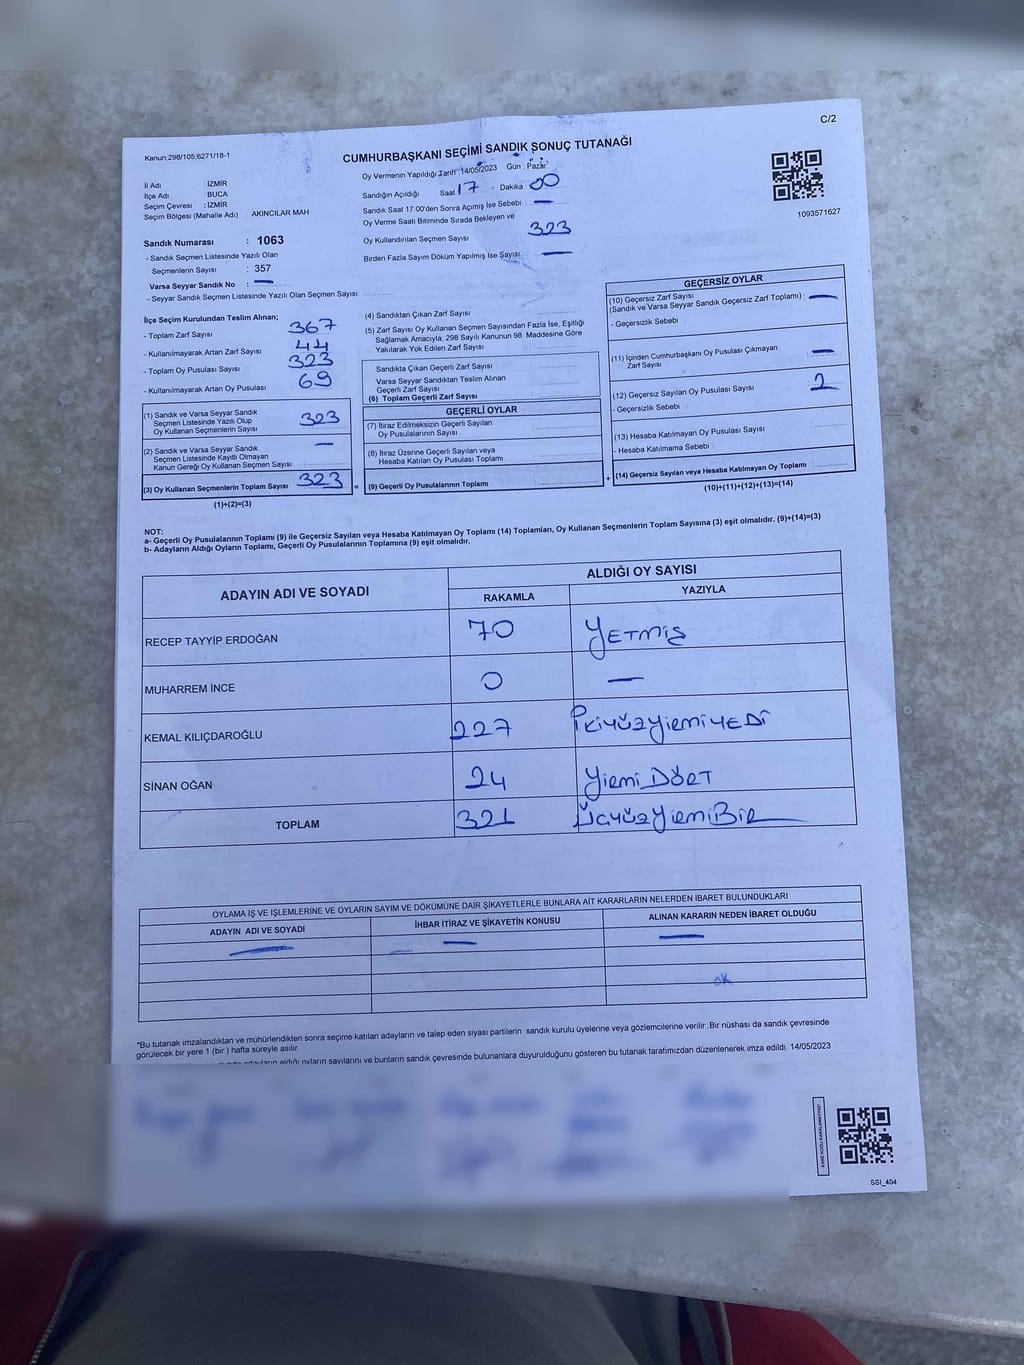 C/2
Kanun:298/105;6271/18-1
CUMHURBAŞKANI SEÇİMİ SANDIK SONUÇ TUTANAĞI
Oy Vermenin Yapıldığı Tarih 14/05/2023 Gün : Pazar
İl Adı : İZMİR
İlçe Adı : BUCA
Seçim Çevresi : İZMİR
Seçim Bölgesi (Mahalle Adı) : AKINCILAR MAH
Sandığın Açıldığı Saat 17 Dakika 00
Sandık Saat 17.00'den Sonra Açımış İse Sebebi : —
Oy Verme Saati Bitiminde Sırada Bekleyen ve
Oy Kullandırılan Seçmen Sayısı 323
Birden Fazla Sayım Döküm Yapılmış İse Sayısı —
1093571627
Sandık Numarası : 1063
- Sandık Seçmen Listesinde Yazılı Olan
Seçmenlerin Sayısı : 357
Varsa Seyyar Sandık No : —
- Seyyar Sandık Seçmen Listesinde Yazılı Olan Seçmen Sayısı:
İlçe Seçim Kurulundan Teslim Alınan;
- Toplam Zarf Sayısı 367
- Kullanılmayarak Artan Zarf Sayısı 44
- Toplam Oy Pusulası Sayısı 323
- Kullanılmayarak Artan Oy Pusulası 69
(1) Sandık ve Varsa Seyyar Sandık
Seçmen Listesinde Yazılı Olup
Oy Kullanan Seçmenlerin Sayısı 323
(2) Sandık ve Varsa Seyyar Sandık
Seçmen Listesinde Kayıtlı Olmayan
Kanun Gereği Oy Kullanan Seçmen Sayısı : —
(3) Oy Kullanan Seçmenlerin Toplam Sayısı 323 =
(1)+(2)=(3)
(4) Sandıktan Çıkan Zarf Sayısı
(5) Zarf Sayısı Oy Kullanan Seçmen Sayısından Fazla İse, Eşitliği
Sağlamak Amacıyla; 298 Sayılı Kanunun 98. Maddesine Göre
Yakılarak Yok Edilen Zarf Sayısı
Sandıkta Çıkan Geçerli Zarf Sayısı
Varsa Seyyar Sandıktan Teslim Alınan
Geçerli Zarf Sayısı
(6) Toplam Geçerli Zarf Sayısı
GEÇERLİ OYLAR
(7) İtiraz Edilmeksizin Geçerli Sayılan
Oy Pusulalarının Sayısı
(8) İtiraz Üzerine Geçerli Sayılan veya
Hesaba Katılan Oy Pusulası Toplamı
(9) Geçerli Oy Pusulalarının Toplamı +
GEÇERSİZ OYLAR
(10) Geçersiz Zarf Sayısı
(Sandık ve Varsa Seyyar Sandık Geçersiz Zarf Toplamı) : —
- Geçersizlik Sebebi :
(11) İçinden Cumhurbaşkanı Oy Pusulası Çıkmayan
Zarf Sayısı —
(12) Geçersiz Sayılan Oy Pusulası Sayısı 2
- Geçersizlik Sebebi :
(13) Hesaba Katılmayan Oy Pusulası Sayısı
- Hesaba Katılmama Sebebi :
(14) Geçersiz Sayılan veya Hesaba Katılmayan Oy Toplamı
(10)+(11)+(12)+(13)=(14)
NOT:
a- Geçerli Oy Pusulalarının Toplamı (9) ile Geçersiz Sayılan veya Hesaba Katılmayan Oy Toplamı (14) Toplamları, Oy Kullanan Seçmenlerin Toplam Sayısına (3) eşit olmalıdır. (9)+(14)=(3)
b- Adayların Aldığı Oyların Toplamı, Geçerli Oy Pusulalarının Toplamına (9) eşit olmalıdır.
ADAYIN ADI VE SOYADI ALDIĞI OY SAYISI
RAKAMLA YAZIYLA
RECEP TAYYİP ERDOĞAN 70 YETMİŞ
MUHARREM İNCE 0 —
KEMAL KILIÇDAROĞLU 227 İkiyüzyirmiyEDİ
SİNAN OĞAN 24 yirmi DÖRT
TOPLAM 321 ÜçyüzyirmiBir
OYLAMA İŞ VE İŞLEMLERİNE VE OYLARIN SAYIM VE DÖKÜMÜNE DAİR ŞİKAYETLERLE BUNLARA AİT KARARLARIN NELERDEN İBARET BULUNDUKLARI
ADAYIN ADI VE SOYADI İHBAR İTİRAZ VE ŞİKAYETİN KONUSU ALINAN KARARIN NEDEN İBARET OLDUĞU
— — —
*Bu tutanak imzalandıktan ve mühürlendikten sonra seçime katılan adayların ve talep eden siyasi partilerin sandık kurulu üyelerine veya gözlemcilerine verilir .Bir nüshası da sandık çevresinde
görülecek bir yere 1 (bir ) hafta süreyle asılır.
adayların aldığı oyların sayılarını ve bunların sandık çevresinde bulunanlara duyurulduğunu gösteren bu tutanak tarafımızdan düzenlenerek imza edildi. 14/05/2023
SSI_404